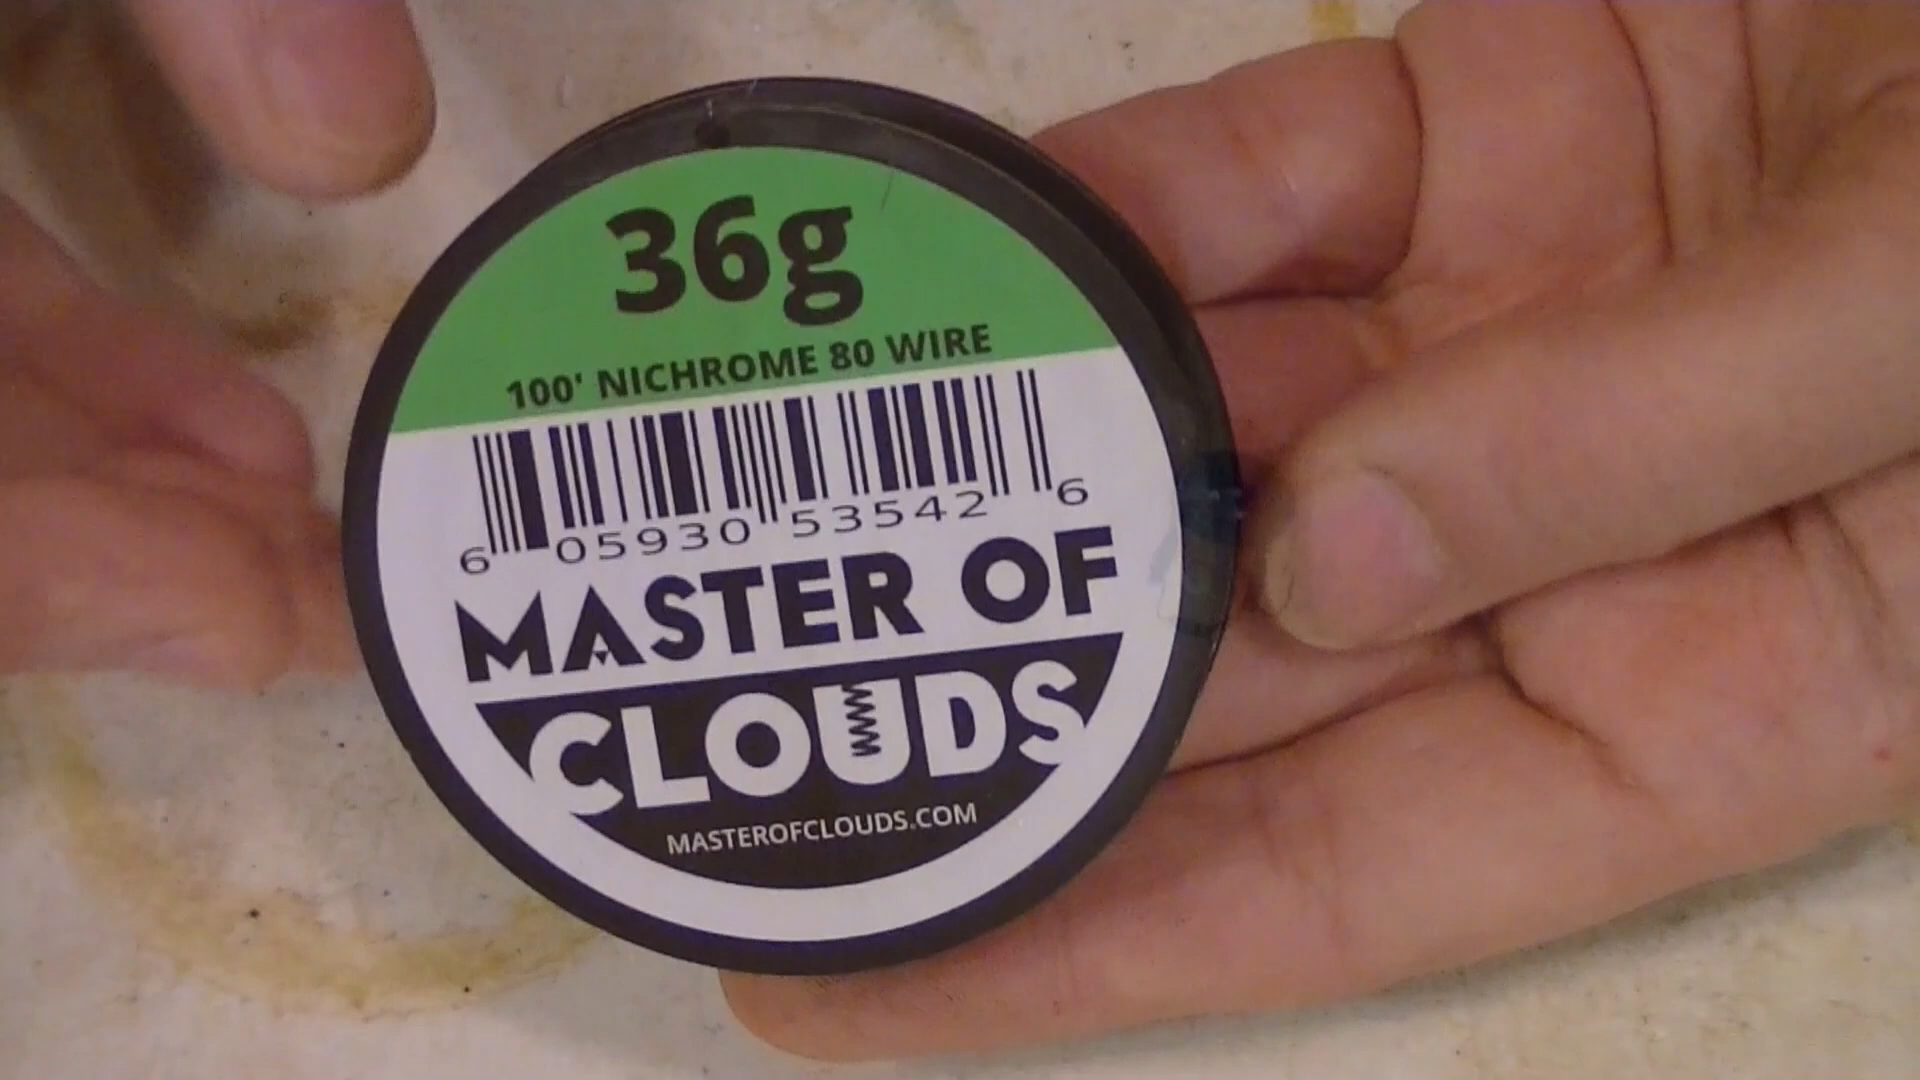 36g
100' NICHROME 80 WIRE
6 05930 53542 6
MASTER OF
CLOUDS
MASTEROFCLOUDS.COM